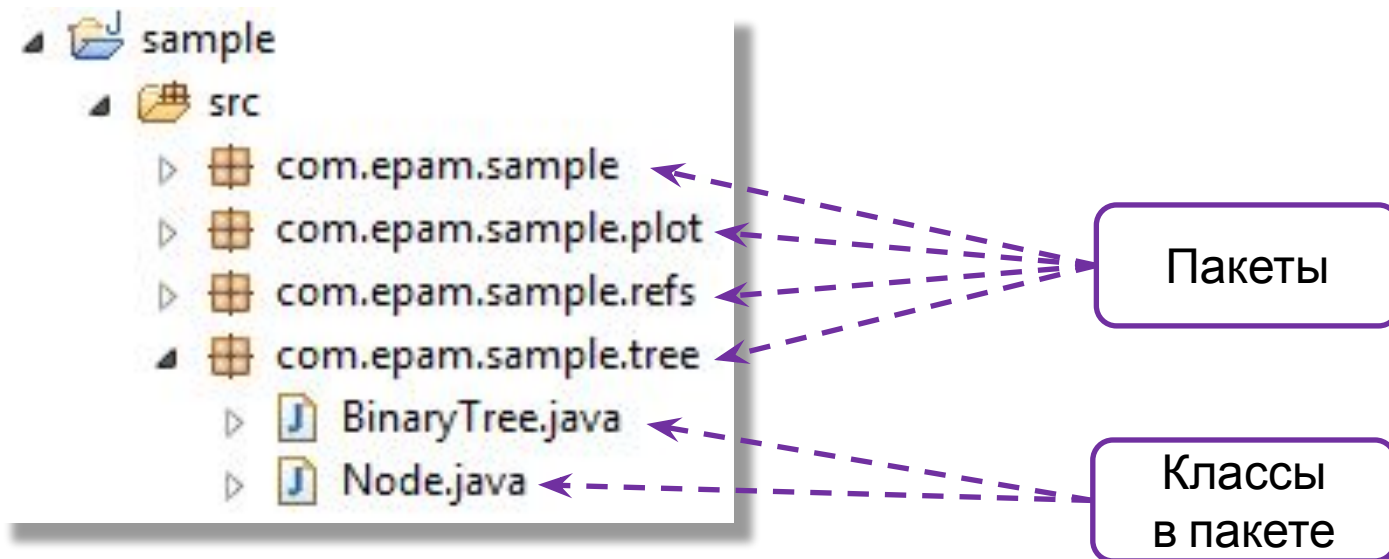 sample
src
com.epam.sample
com.epam.sample.plot
com.epam.sample.refs
com.epam.sample.tree
BinaryTree.java
Node.java
Пакеты
Классы
в пакете